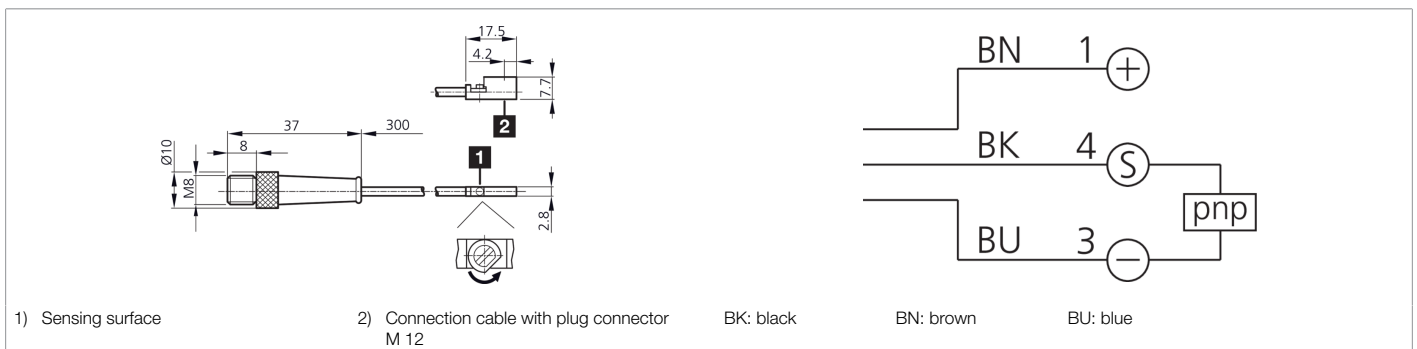 17.5
4.2
7.7
2
37
300
8
1
Ø10
M8
2.8
BN 1 +
BK 4 S
pnp
BU 3 −
1) Sensing surface
2) Connection cable with plug connector
M 12
BK: black
BN: brown
BU: blue